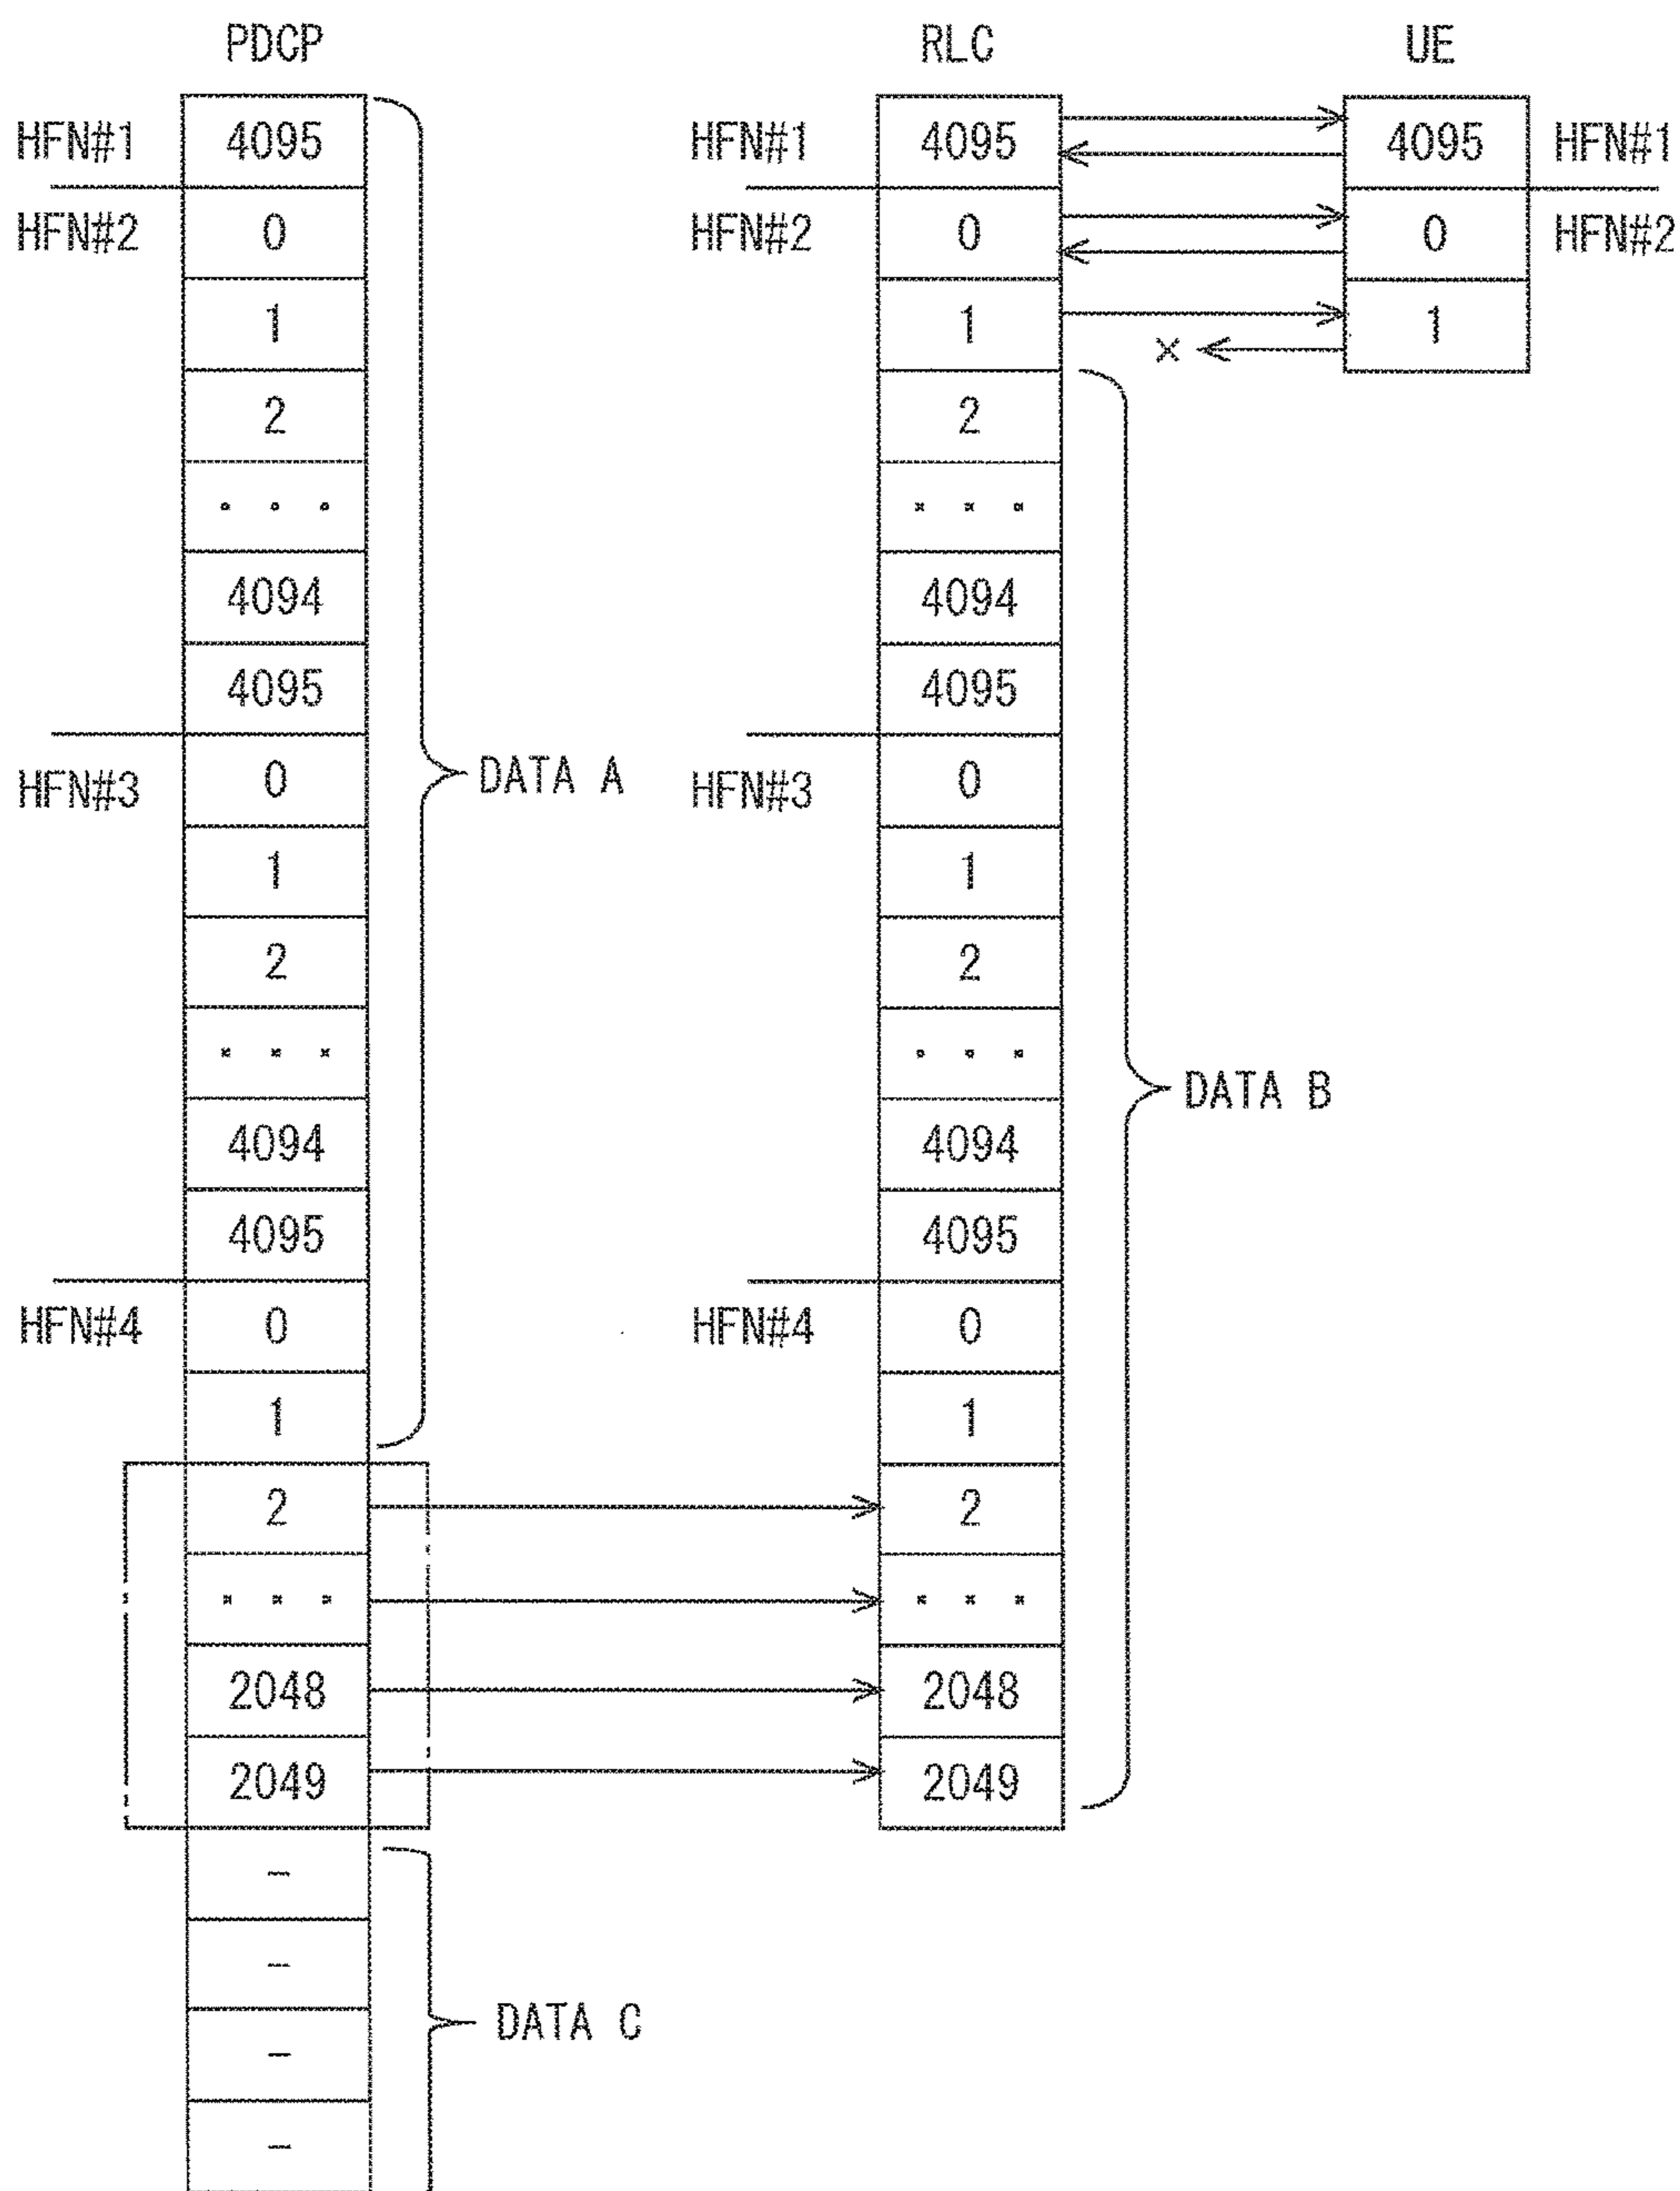 PDCP RLC UE
HFN#1 4095 HFN#1 4095 4095 HFN#1
HFN#2 0 HFN#2 0 0 HFN#2
1 1 1
×
2 2
. . . . . .
4094 4094
4095 4095
HFN#3 0 DATA A HFN#3 0
1 1
2 2
. . . . . .
DATA B
4094 4094
4095 4095
HFN#4 0 HFN#4 0
1 1
2 2
. . . . . .
2048 2048
2049 2049
-
-
DATA C
-
-